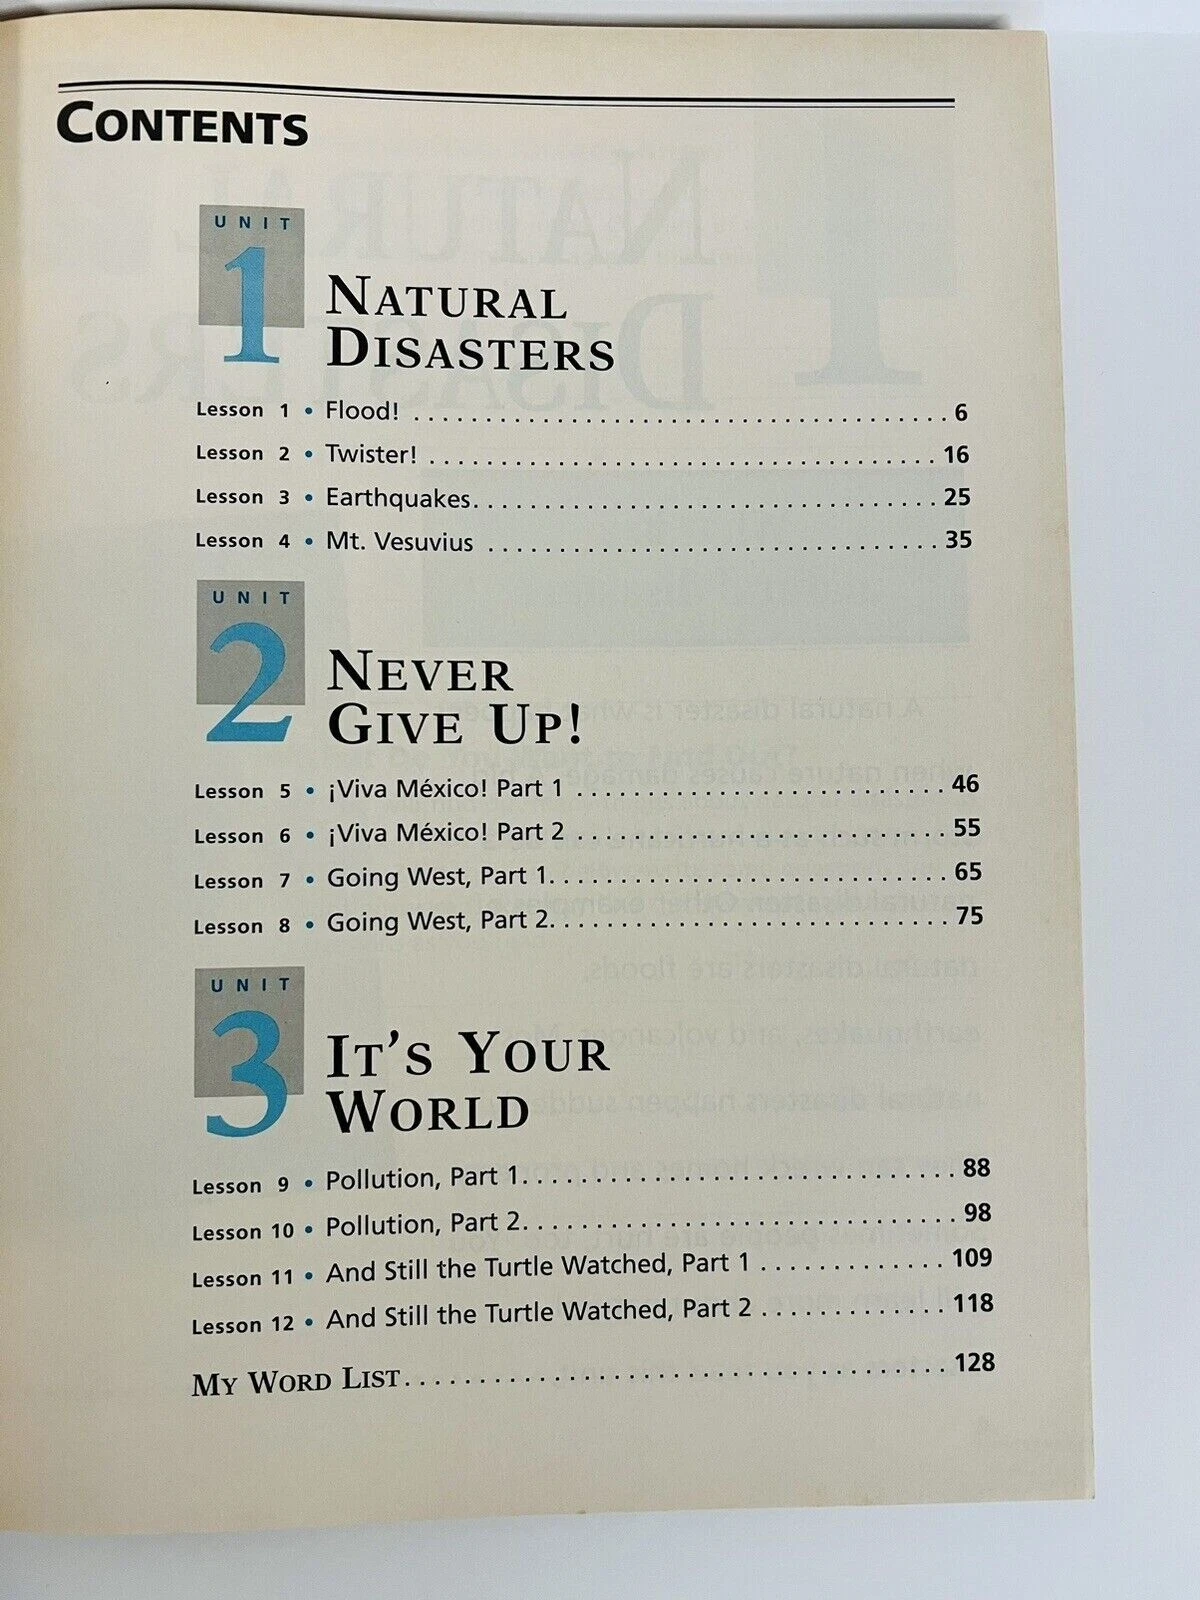 CONTENTS
UNIT
1
NATURAL
DISASTERS
Lesson 1 • Flood! . . . . . . . . . . . . . . . . . . . . . . . . . . . . . . . . . . . . . . . 6
Lesson 2 • Twister! . . . . . . . . . . . . . . . . . . . . . . . . . . . . . . . . . . . . . 16
Lesson 3 • Earthquakes. . . . . . . . . . . . . . . . . . . . . . . . . . . . . . . . . . 25
Lesson 4 • Mt. Vesuvius . . . . . . . . . . . . . . . . . . . . . . . . . . . . . . . . . 35
UNIT
2
NEVER
GIVE UP!
Lesson 5 • ¡Viva México! Part 1 . . . . . . . . . . . . . . . . . . . . . . . . . . . 46
Lesson 6 • ¡Viva México! Part 2 . . . . . . . . . . . . . . . . . . . . . . . . . . . 55
Lesson 7 • Going West, Part 1. . . . . . . . . . . . . . . . . . . . . . . . . . . . . 65
Lesson 8 • Going West, Part 2. . . . . . . . . . . . . . . . . . . . . . . . . . . . . 75
UNIT
3
IT'S YOUR
WORLD
Lesson 9 • Pollution, Part 1. . . . . . . . . . . . . . . . . . . . . . . . . . . . . . . 88
Lesson 10 • Pollution, Part 2. . . . . . . . . . . . . . . . . . . . . . . . . . . . . . . 98
Lesson 11 • And Still the Turtle Watched, Part 1 . . . . . . . . . . . . . . 109
Lesson 12 • And Still the Turtle Watched, Part 2 . . . . . . . . . . . . . . 118
MY WORD LIST. . . . . . . . . . . . . . . . . . . . . . . . . . . . . . . . . . . . . . . 128